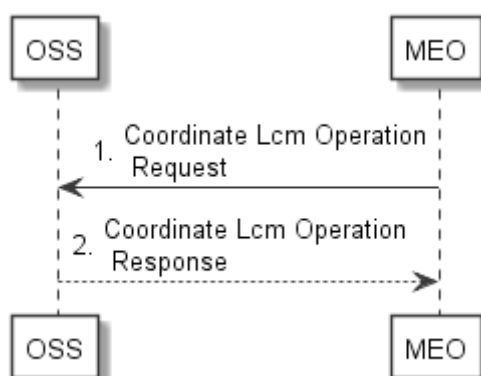 OSS MEO
1. Coordinate Lcm Operation
Request
2. Coordinate Lcm Operation
Response
OSS MEO